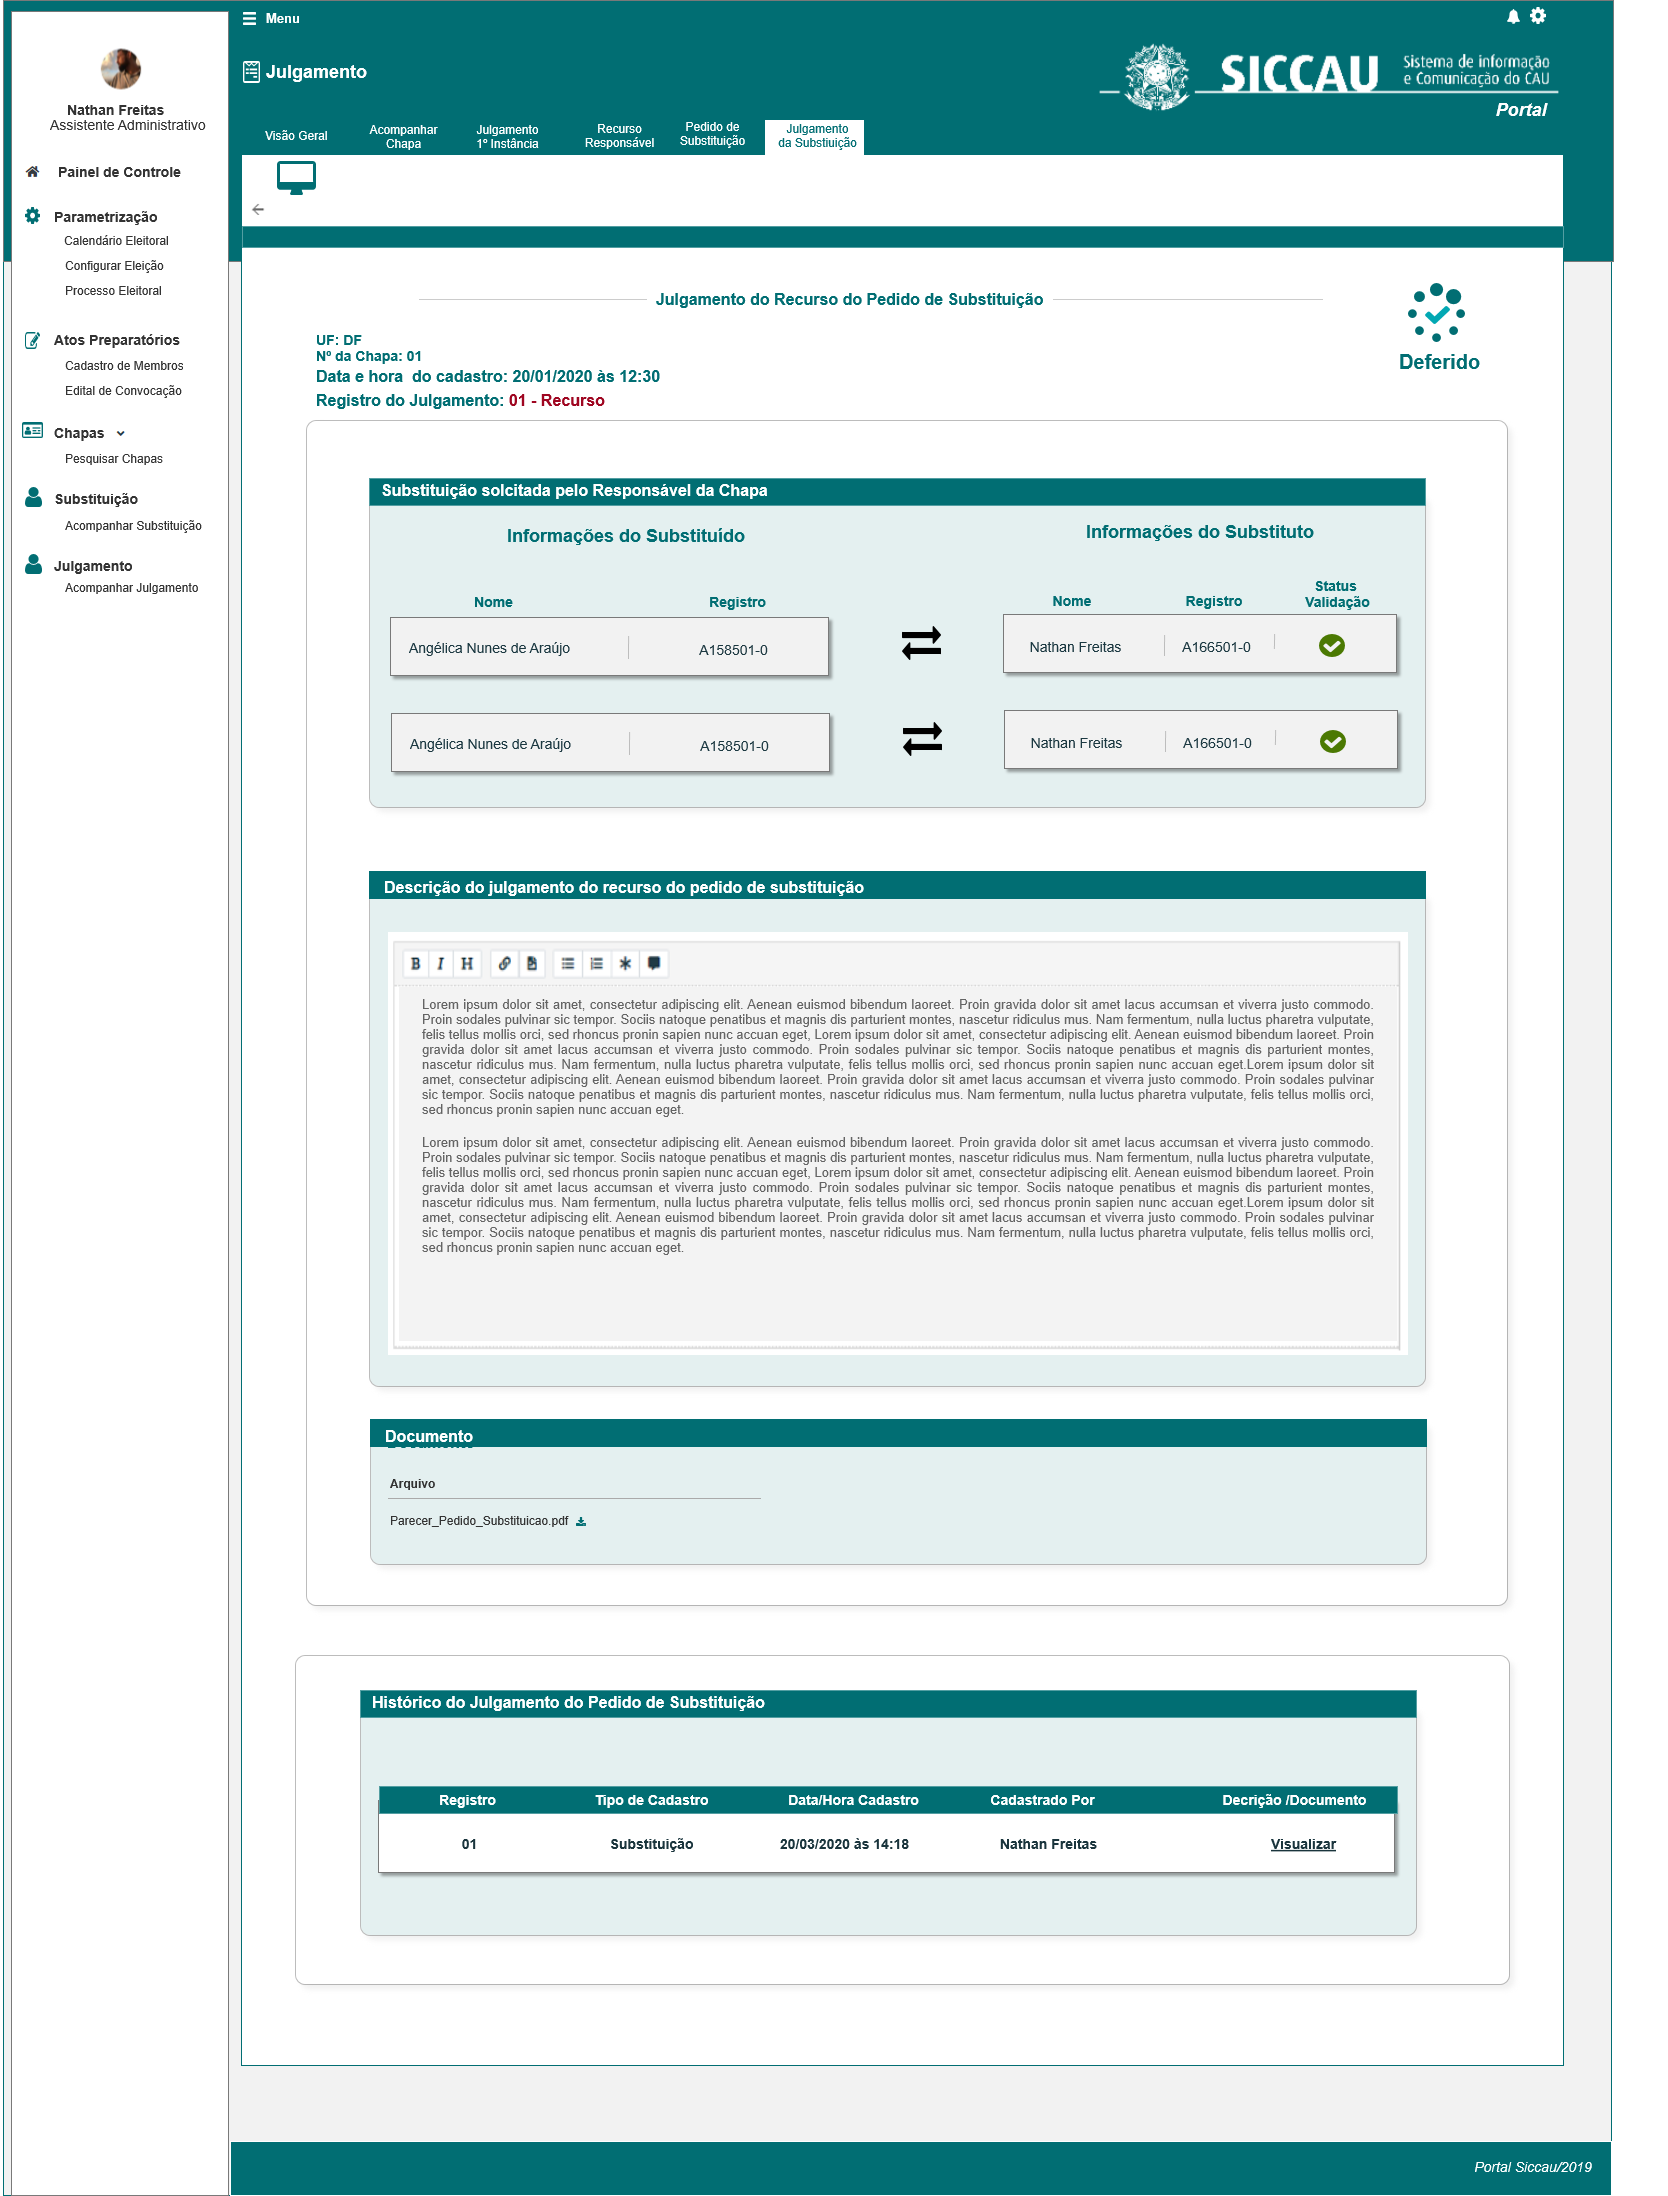 Menu
Julgamento
SICCAU
Sistema de informação
e Comunicação do CAU
Portal
Nathan Freitas
Assistente Administrativo
Painel de Controle
Parametrização
Calendário Eleitoral
Configurar Eleição
Processo Eleitoral
Atos Preparatórios
Cadastro de Membros
Edital de Convocação
Chapas
Pesquisar Chapas
Substituição
Acompanhar Substituição
Julgamento
Acompanhar Julgamento
Visão Geral
Acompanhar
Chapa
Julgamento
1º Instância
Recurso
Responsável
Pedido de
Substituição
Julgamento
da Substiuição
Julgamento do Recurso do Pedido de Substituição
Deferido
UF: DF
Nº da Chapa: 01
Data e hora do cadastro: 20/01/2020 às 12:30
Registro do Julgamento: 01 - Recurso
Substituição solcitada pelo Responsável da Chapa
Informações do Substituído
Informações do Substituto
Nome Registro
Nome Registro Status
Validação
Angélica Nunes de Araújo A158501-0
Nathan Freitas A166501-0
Angélica Nunes de Araújo A158501-0
Nathan Freitas A166501-0
Descrição do julgamento do recurso do pedido de substituição
B I H
Lorem ipsum dolor sit amet, consectetur adipiscing elit. Aenean euismod bibendum laoreet. Proin gravida dolor sit amet lacus accumsan et viverra justo commodo.
Proin sodales pulvinar sic tempor. Sociis natoque penatibus et magnis dis parturient montes, nascetur ridiculus mus. Nam fermentum, nulla luctus pharetra vulputate,
felis tellus mollis orci, sed rhoncus pronin sapien nunc accuan eget, Lorem ipsum dolor sit amet, consectetur adipiscing elit. Aenean euismod bibendum laoreet. Proin
gravida dolor sit amet lacus accumsan et viverra justo commodo. Proin sodales pulvinar sic tempor. Sociis natoque penatibus et magnis dis parturient montes,
nascetur ridiculus mus. Nam fermentum, nulla luctus pharetra vulputate, felis tellus mollis orci, sed rhoncus pronin sapien nunc accuan eget.Lorem ipsum dolor sit
amet, consectetur adipiscing elit. Aenean euismod bibendum laoreet. Proin gravida dolor sit amet lacus accumsan et viverra justo commodo. Proin sodales pulvinar
sic tempor. Sociis natoque penatibus et magnis dis parturient montes, nascetur ridiculus mus. Nam fermentum, nulla luctus pharetra vulputate, felis tellus mollis orci,
sed rhoncus pronin sapien nunc accuan eget.
Lorem ipsum dolor sit amet, consectetur adipiscing elit. Aenean euismod bibendum laoreet. Proin gravida dolor sit amet lacus accumsan et viverra justo commodo.
Proin sodales pulvinar sic tempor. Sociis natoque penatibus et magnis dis parturient montes, nascetur ridiculus mus. Nam fermentum, nulla luctus pharetra vulputate,
felis tellus mollis orci, sed rhoncus pronin sapien nunc accuan eget, Lorem ipsum dolor sit amet, consectetur adipiscing elit. Aenean euismod bibendum laoreet. Proin
gravida dolor sit amet lacus accumsan et viverra justo commodo. Proin sodales pulvinar sic tempor. Sociis natoque penatibus et magnis dis parturient montes,
nascetur ridiculus mus. Nam fermentum, nulla luctus pharetra vulputate, felis tellus mollis orci, sed rhoncus pronin sapien nunc accuan eget.Lorem ipsum dolor sit
amet, consectetur adipiscing elit. Aenean euismod bibendum laoreet. Proin gravida dolor sit amet lacus accumsan et viverra justo commodo. Proin sodales pulvinar
sic tempor. Sociis natoque penatibus et magnis dis parturient montes, nascetur ridiculus mus. Nam fermentum, nulla luctus pharetra vulputate, felis tellus mollis orci,
sed rhoncus pronin sapien nunc accuan eget.
Documento
Arquivo
Parecer_Pedido_Substituicao.pdf
Histórico do Julgamento do Pedido de Substituição
Registro Tipo de Cadastro Data/Hora Cadastro Cadastrado Por Decrição /Documento
01 Substituição 20/03/2020 às 14:18 Nathan Freitas Visualizar
Portal Siccau/2019